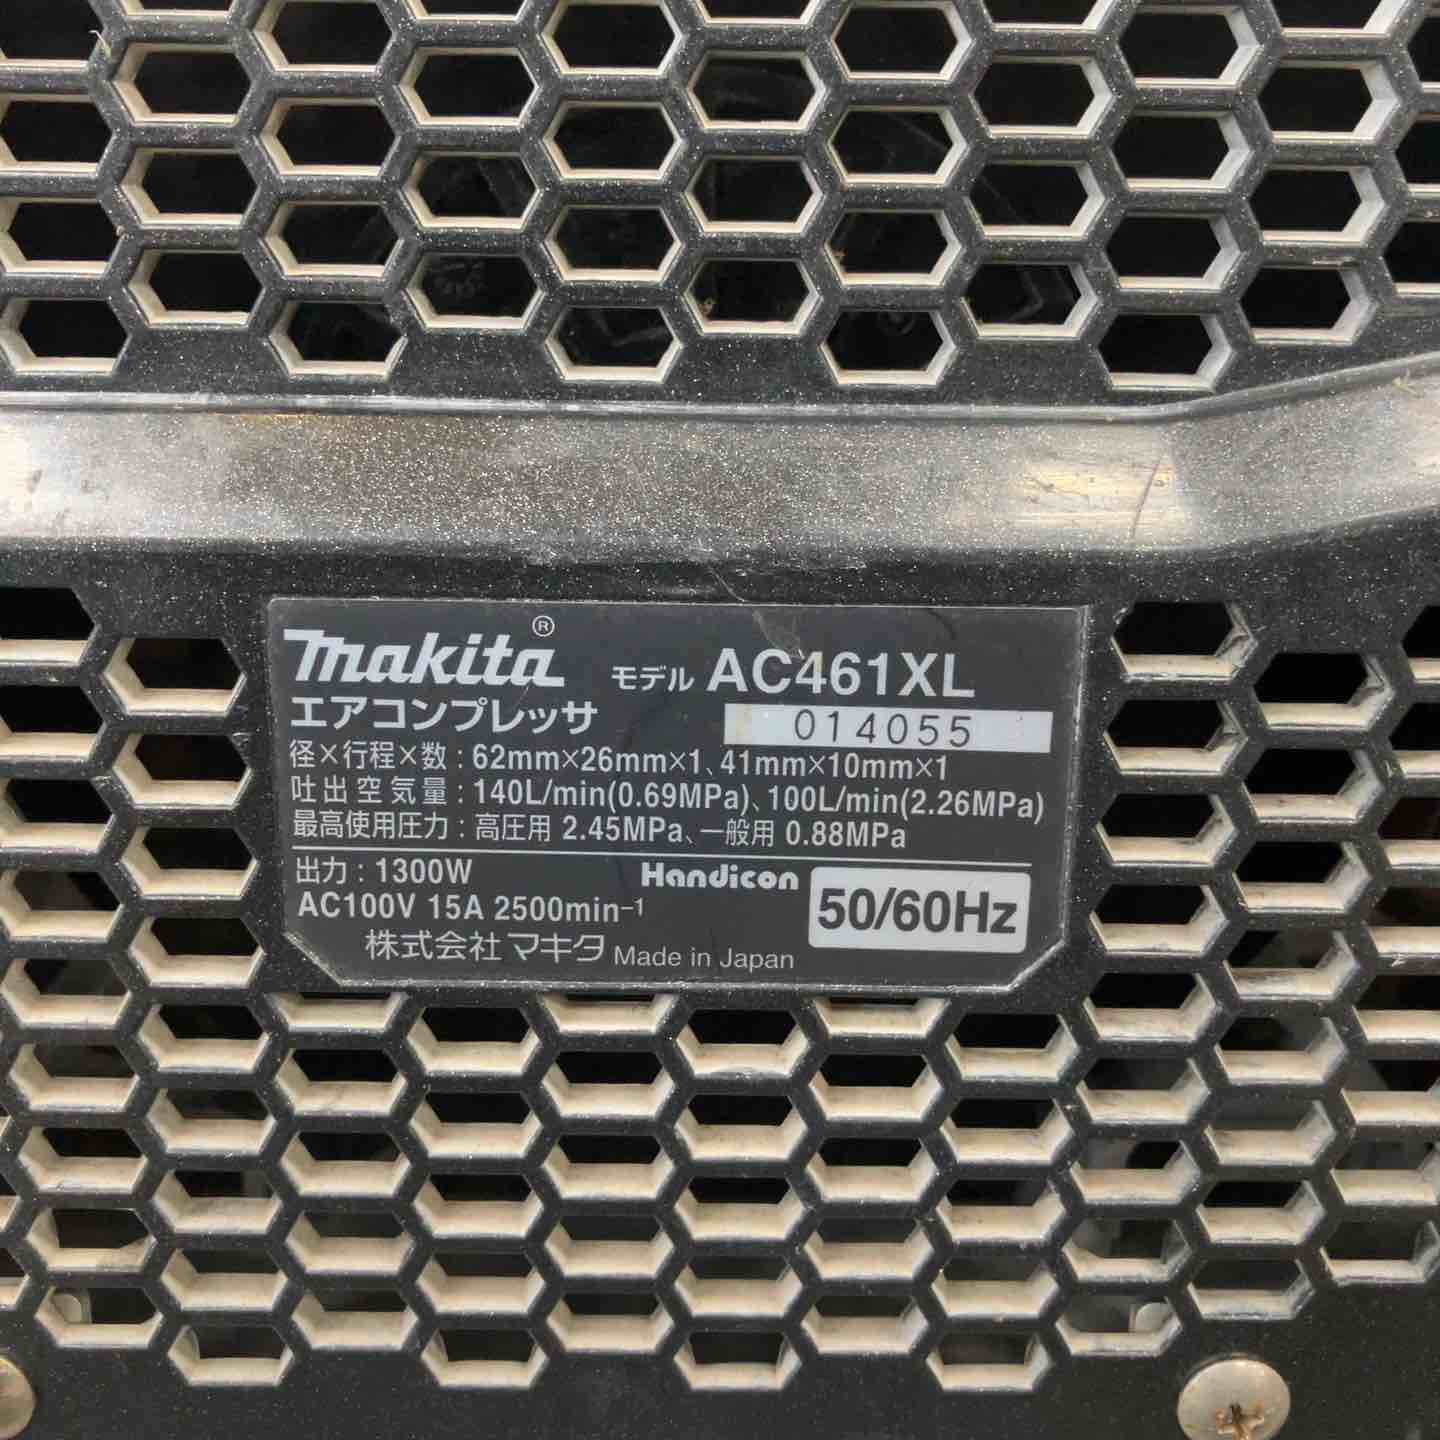 makita®
モデル AC461XL
エアコンプレッサ
014055
径×行程×数:62mm×26mm×1、41mm×10mm×1
吐出空気量:140L/min(0.69MPa)、100L/min(2.26MPa)
最高使用圧力:高圧用 2.45MPa、一般用 0.88MPa
出力:1300W
Handicon
AC100V 15A 2500min⁻¹
50/60Hz
株式会社マキタ Made in Japan